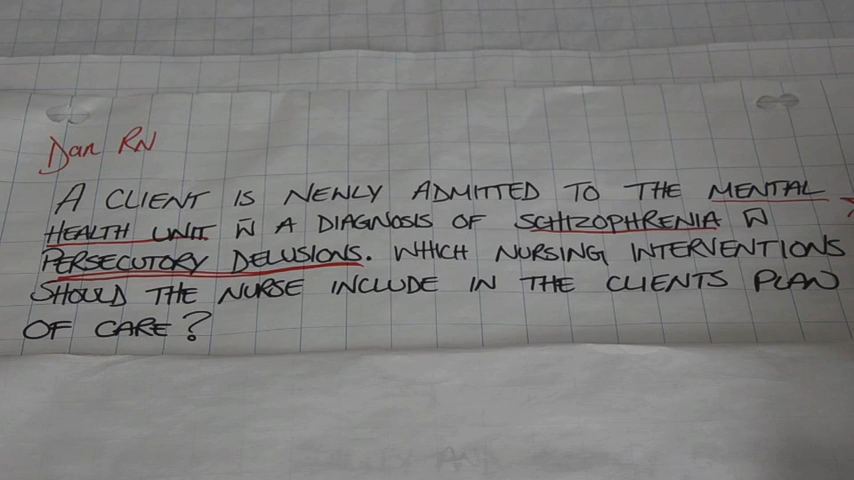 Dan RN
A CLIENT IS NENLY ADMITTED TO THE MENTAL
HEALTH UNIT W̄ A DIAGNOSIS OF SCHIZOPHRENIA W̄
PERSECUTORY DELUSIONS. WHICH NURSING INTERVENTIONS
SHOULD THE NURSE INCLUDE IN THE CLIENTS PLAN
OF CARE?